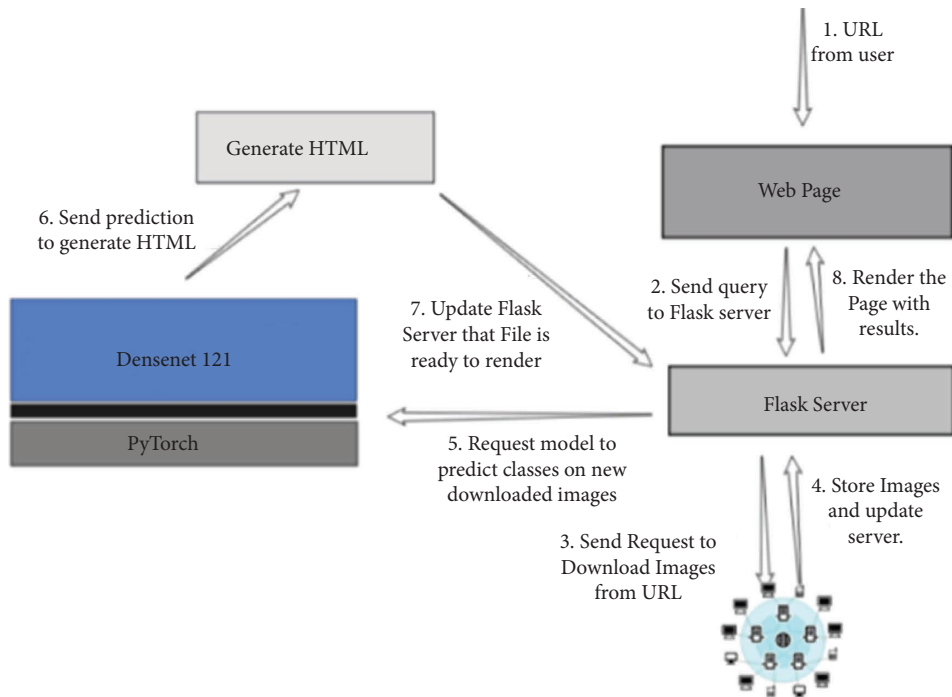 1. URL
from user
Generate HTML
Web Page
6. Send prediction
to generate HTML
2. Send query
to Flask server
8. Render the
Page with
results.
7. Update Flask
Server that File is
ready to render
Densenet 121
Flask Server
PyTorch
5. Request model to
predict classes on new
downloaded images
4. Store Images
and update
server.
3. Send Request to
Download Images
from URL